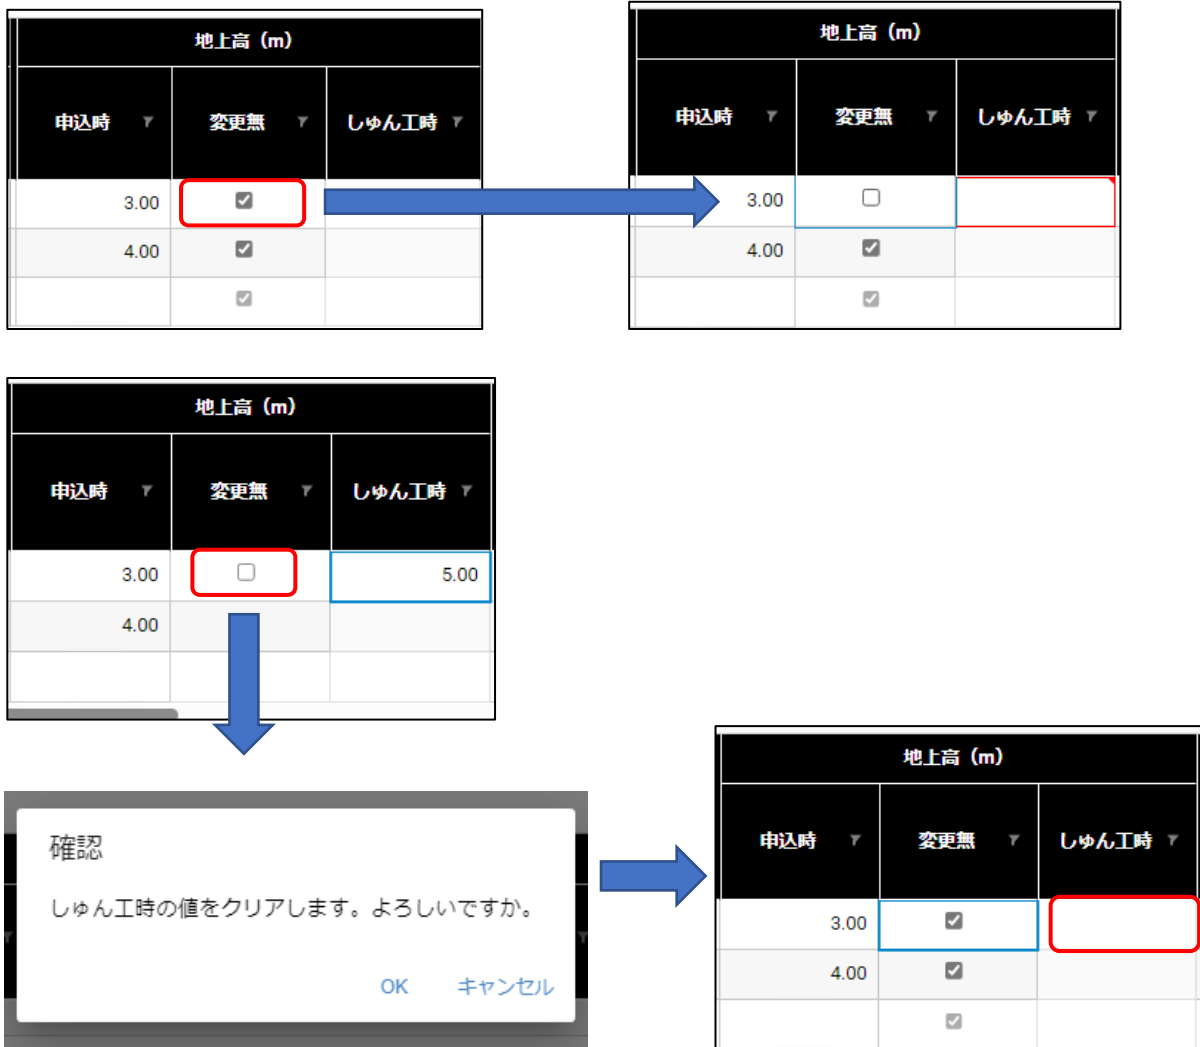 地上高（m）
申込時 変更無 しゅん工時
3.00
4.00
地上高（m）
申込時 変更無 しゅん工時
3.00
4.00
地上高（m）
申込時 変更無 しゅん工時
3.00 5.00
4.00
確認
しゅん工時の値をクリアします。よろしいですか。
OK キャンセル
地上高（m）
申込時 変更無 しゅん工時
3.00
4.00